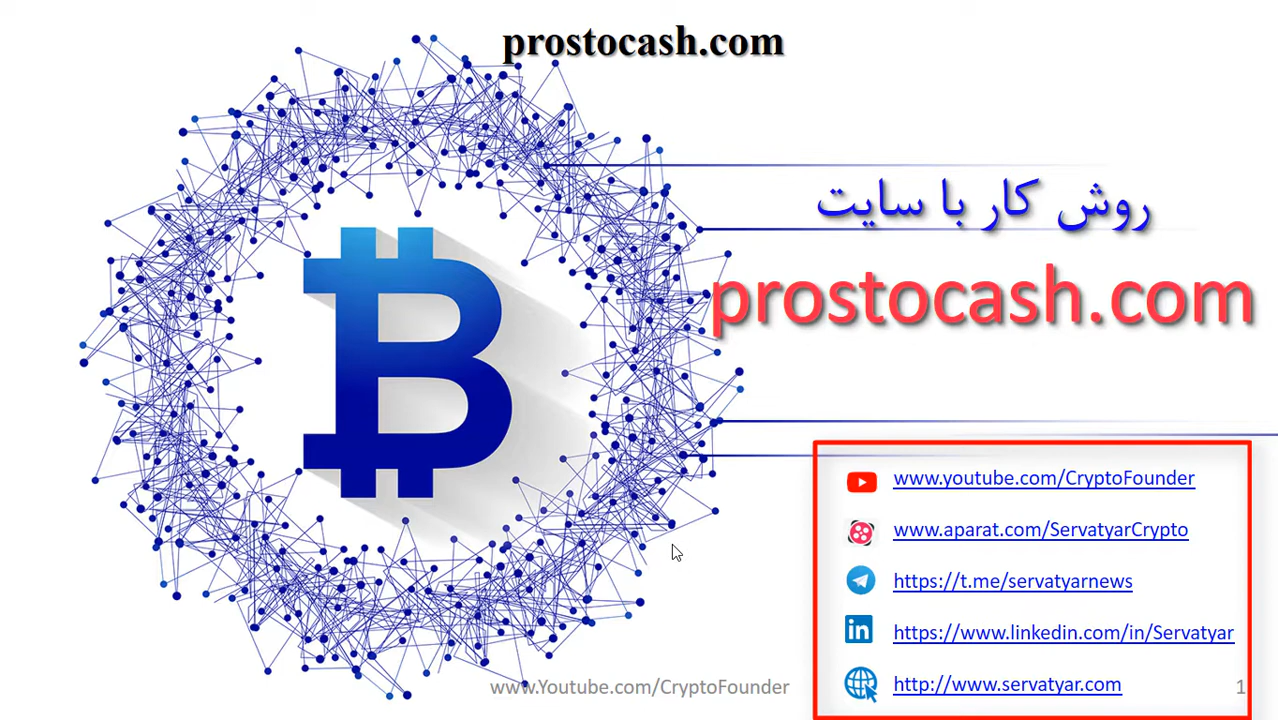 prostocash.com
روش کار با سایت
prostocash.com
www.youtube.com/CryptoFounder
www.aparat.com/ServatyarCrypto
https://t.me/servatyarnews
https://www.linkedin.com/in/Servatyar
http://www.servatyar.com
www.Youtube.com/CryptoFounder
1